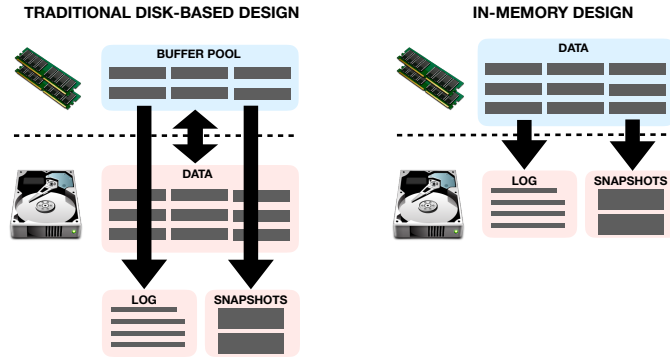 TRADITIONAL DISK-BASED DESIGN
BUFFER POOL
DATA
LOG
SNAPSHOTS
IN-MEMORY DESIGN
DATA
LOG
SNAPSHOTS